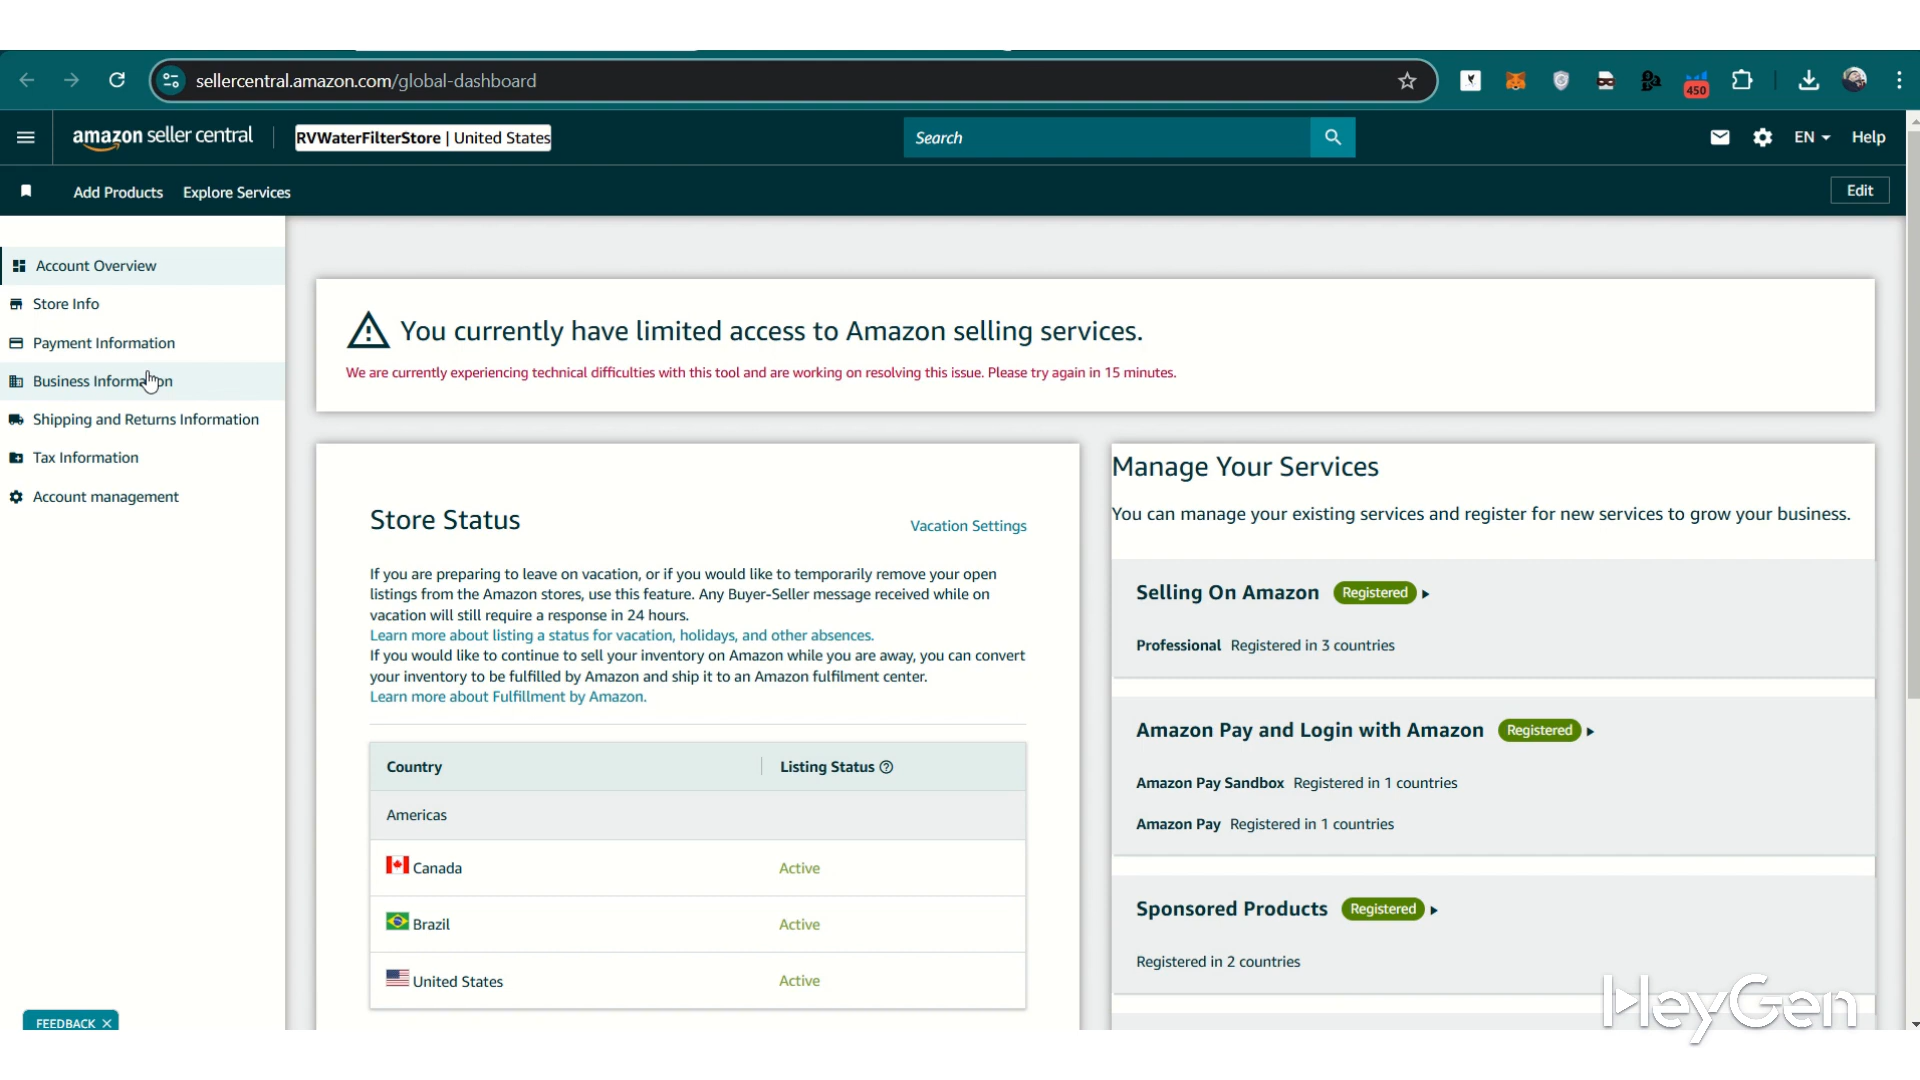 sellercentral.amazon.com/global-dashboard
450
amazon seller central
RVWaterFilterStore | United States
Search
EN
Help
Add Products
Explore Services
Edit
Account Overview
Store Info
Payment Information
Business Information
Shipping and Returns Information
Tax Information
Account management
You currently have limited access to Amazon selling services.
We are currently experiencing technical difficulties with this tool and are working on resolving this issue. Please try again in 15 minutes.
Store Status
Vacation Settings
If you are preparing to leave on vacation, or if you would like to temporarily remove your open
listings from the Amazon stores, use this feature. Any Buyer-Seller message received while on
vacation will still require a response in 24 hours.
Learn more about listing a status for vacation, holidays, and other absences.
If you would like to continue to sell your inventory on Amazon while you are away, you can convert
your inventory to be fulfilled by Amazon and ship it to an Amazon fulfilment center.
Learn more about Fulfillment by Amazon.
Country
Listing Status
Americas
Canada
Active
Brazil
Active
United States
Active
Manage Your Services
You can manage your existing services and register for new services to grow your business.
Selling On Amazon Registered
Professional Registered in 3 countries
Amazon Pay and Login with Amazon Registered
Amazon Pay Sandbox Registered in 1 countries
Amazon Pay Registered in 1 countries
Sponsored Products Registered
Registered in 2 countries
FEEDBACK
HeyGen